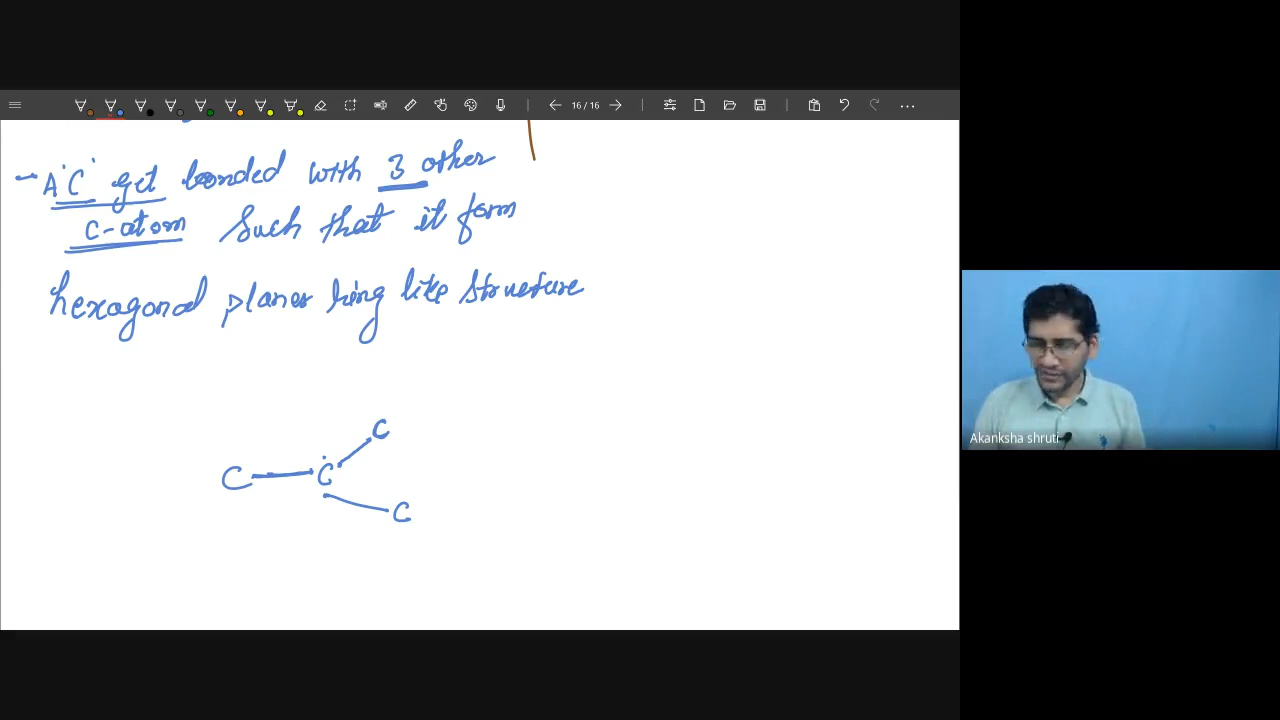 16 / 16
- A 'C' get bonded with 3 other
C-atom Such that it form
hexagonal planer ring like structure
C
C C
C
Akanksha shruti